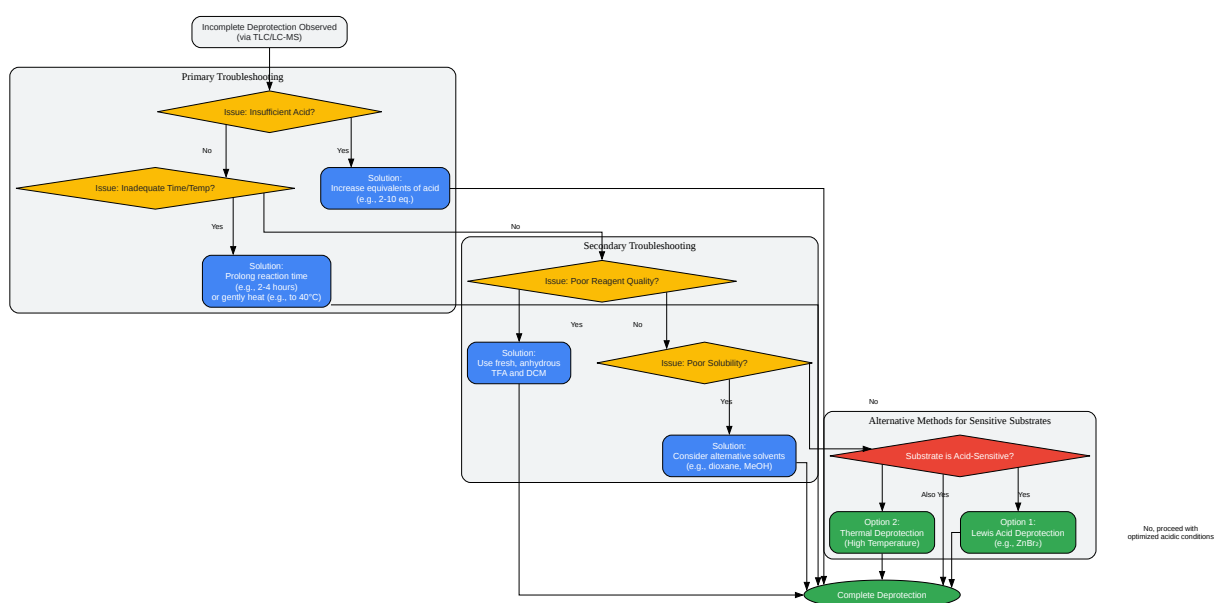 Incomplete Deprotection Observed
(via TLC/LC-MS)
Primary Troubleshooting
Issue: Insufficient Acid?
No
Yes
Issue: Inadequate Time/Temp?
Solution:
Increase equivalents of acid
(e.g., 2-10 eq.)
Yes
No
Solution:
Prolong reaction time
(e.g., 2-4 hours)
or gently heat (e.g., to 40°C)
Secondary Troubleshooting
Issue: Poor Reagent Quality?
Yes
No
Solution:
Use fresh, anhydrous
TFA and DCM
Issue: Poor Solubility?
Yes
No
Solution:
Consider alternative solvents
(e.g., dioxane, MeOH)
Alternative Methods for Sensitive Substrates
Substrate is Acid-Sensitive?
Also Yes
Yes
Option 2:
Thermal Deprotection
(High Temperature)
Option 1:
Lewis Acid Deprotection
(e.g., ZnBr₂)
No, proceed with
optimized acidic conditions
Complete Deprotection